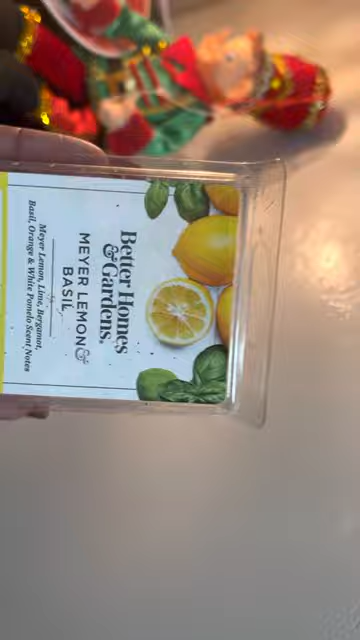 Better Homes
& Gardens®
MEYER LEMON &
BASIL
Meyer Lemon, Lime, Bergamot,
Basil, Orange & White Pomelo Scent Notes